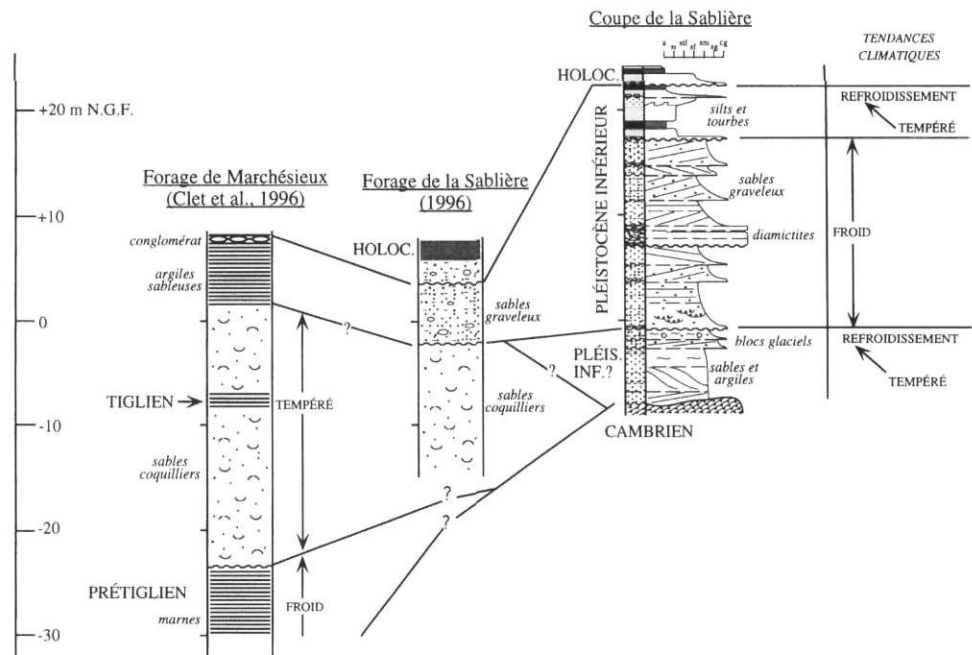 Coupe de la Sablière
TENDANCES
CLIMATIQUES
HOLOC.
+20 m N.G.F.
REFROIDISSEMENT
silts et
tourbes
TEMPÉRÉ
PLÉISTOCÈNE INFÉRIEUR
Forage de Marchésieux
(Clet et al., 1996)
Forage de la Sablière
(1996)
sables
graveleux
+10
conglomérat
HOLOC.
diamictites
FROID
argiles
sableuses
sables
graveleux
0
?
blocs glaciels
REFROIDISSEMENT
PLÉIS.
INF.?
?
sables et
argiles
TEMPÉRÉ
TIGLIEN
TEMPÉRÉ
sables
coquilliers
-10
CAMBRIEN
sables
coquilliers
?
?
-20
PRÉTIGLIEN
FROID
marnes
-30